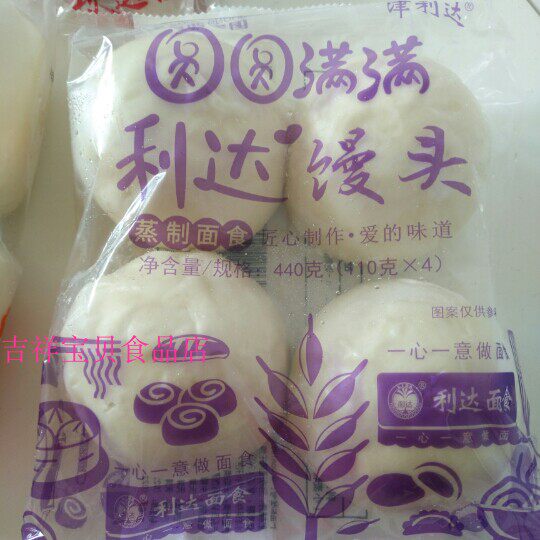 津利达®
圆圆满满
利达馒头
蒸制面食 匠心制作·爱的味道
净含量/规格：440克（110克×4）
图案仅供参
吉祥宝贝食品店
一心一意做面
利达面食
一心一意做面
一心一意做面食
利达面食